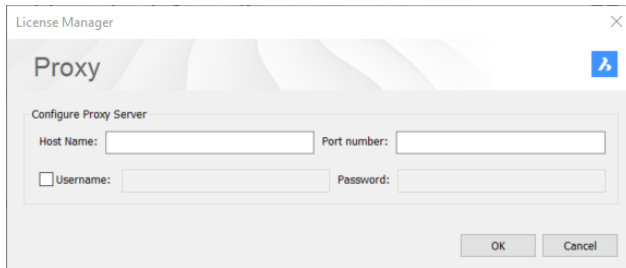 License Manager
Proxy
Configure Proxy Server
Host Name: Port number:
Username: Password:
OK Cancel